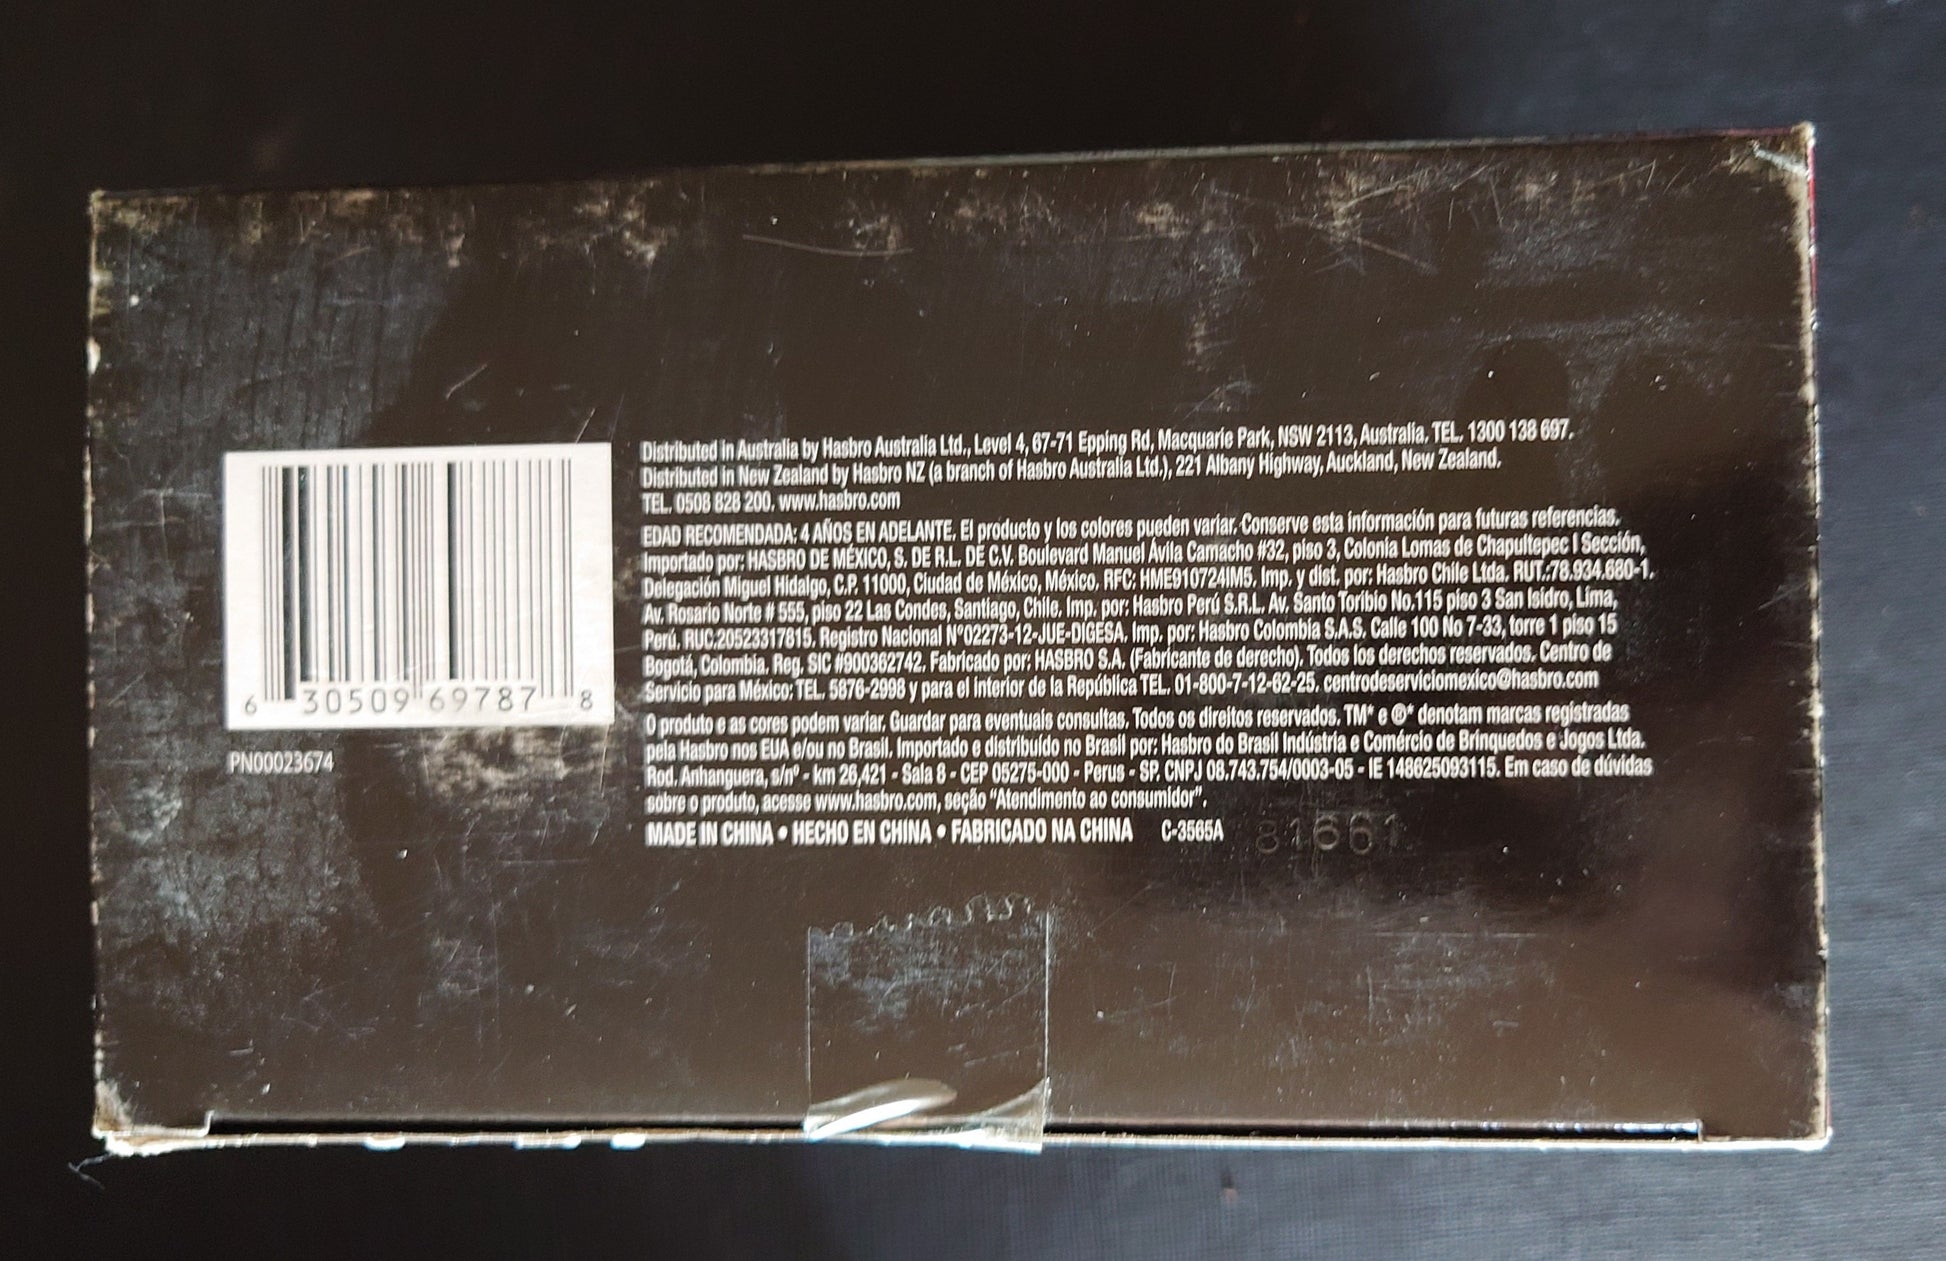 Distributed in Australia by Hasbro Australia Ltd., Level 4, 67-71 Epping Rd, Macquarie Park, NSW 2113, Australia. TEL. 1300 138 697.
Distributed in New Zealand by Hasbro NZ (a branch of Hasbro Australia Ltd.), 221 Albany Highway, Auckland, New Zealand.
TEL. 0508 828 200. www.hasbro.com
EDAD RECOMENDADA: 4 AÑOS EN ADELANTE. El producto y los colores pueden variar. Conserve esta información para futuras referencias.
Importado por: HASBRO DE MÉXICO, S. DE R.L. DE C.V. Boulevard Manuel Ávila Camacho #32, piso 3, Colonia Lomas de Chapultepec I Sección,
Delegación Miguel Hidalgo, C.P. 11000, Ciudad de México, México. RFC: HME910724IM5. Imp. y dist. por: Hasbro Chile Ltda. RUT.:78.934.680-1.
Av. Rosario Norte # 555, piso 22 Las Condes, Santiago, Chile. Imp. por: Hasbro Perú S.R.L. Av. Santo Toribio No.115 piso 3 San Isidro, Lima,
Perú. RUC.20523317815. Registro Nacional N°02273-12-JUE-DIGESA. Imp. por: Hasbro Colombia S.A.S. Calle 100 No 7-33, torre 1 piso 15
Bogotá, Colombia. Reg. SIC #900362742. Fabricado por: HASBRO S.A. (Fabricante de derecho). Todos los derechos reservados. Centro de
Servicio para México: TEL. 5876-2998 y para el interior de la República TEL. 01-800-7-12-62-25. centrodeserviciomexico@hasbro.com
O produto e as cores podem variar. Guardar para eventuais consultas. Todos os direitos reservados. TM* e ®* denotam marcas registradas
pela Hasbro nos EUA e/ou no Brasil. Importado e distribuído no Brasil por: Hasbro do Brasil Indústria e Comércio de Brinquedos e Jogos Ltda.
Rod. Anhanguera, s/nº - km 26,421 - Sala 8 - CEP 05275-000 - Perus - SP. CNPJ 08.743.754/0003-05 - IE 148625093115. Em caso de dúvidas
sobre o produto, acesse www.hasbro.com, seção "Atendimento ao consumidor".
MADE IN CHINA • HECHO EN CHINA • FABRICADO NA CHINA C-3565A 81661
6 30509 69787 8
PN00023674